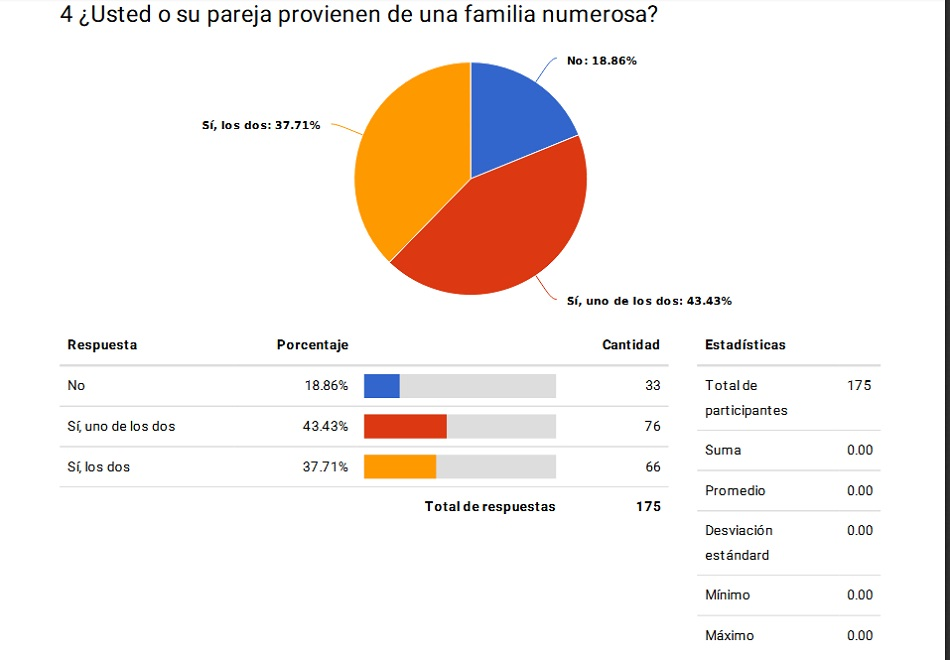 4 ¿Usted o su pareja provienen de una familia numerosa?
No: 18.86%
Sí, los dos: 37.71%
Sí, uno de los dos: 43.43%
Respuesta Porcentaje Cantidad
No 18.86% 33
Sí, uno de los dos 43.43% 76
Sí, los dos 37.71% 66
Total de respuestas 175
Estadísticas
Total de 175
participantes
Suma 0.00
Promedio 0.00
Desviación 0.00
estándard
Mínimo 0.00
Máximo 0.00